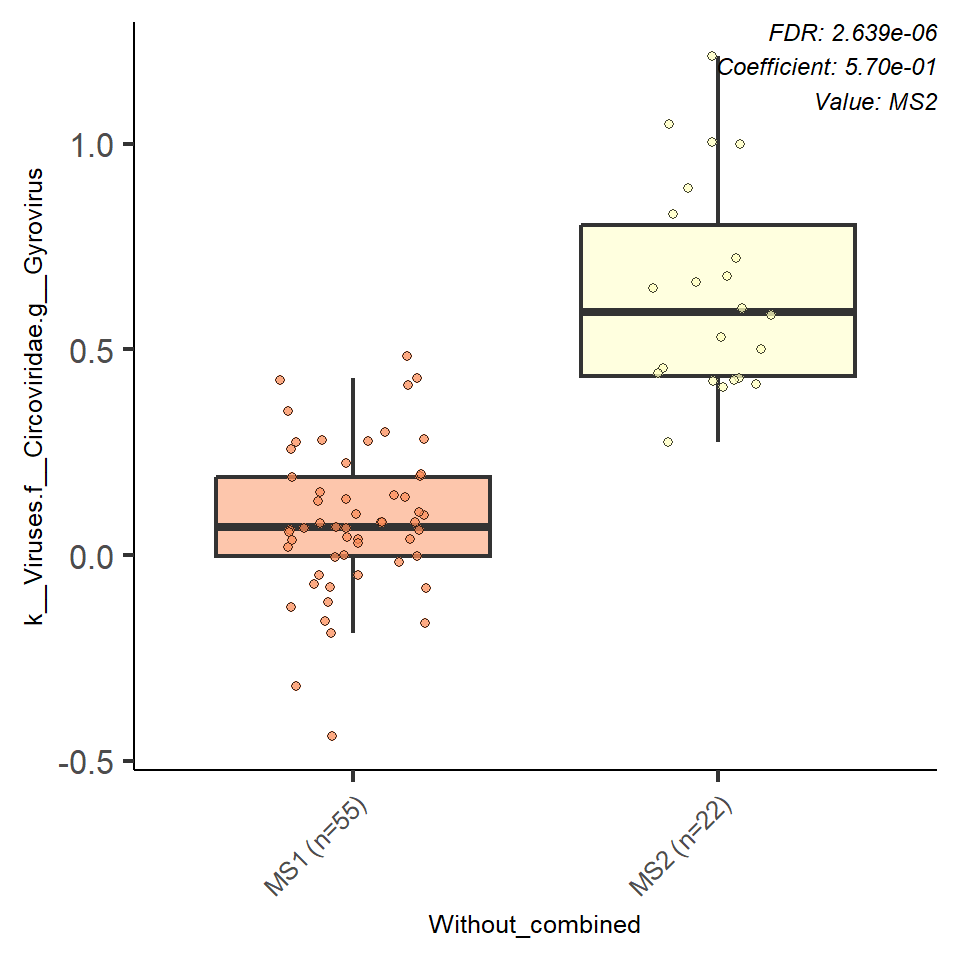 FDR: 2.639e-06
Coefficient: 5.70e-01
Value: MS2
k__Viruses.f__Circoviridae.g__Gyrovirus
1.0
0.5
0.0
-0.5
MS1 (n=55)
MS2 (n=22)
Without_combined